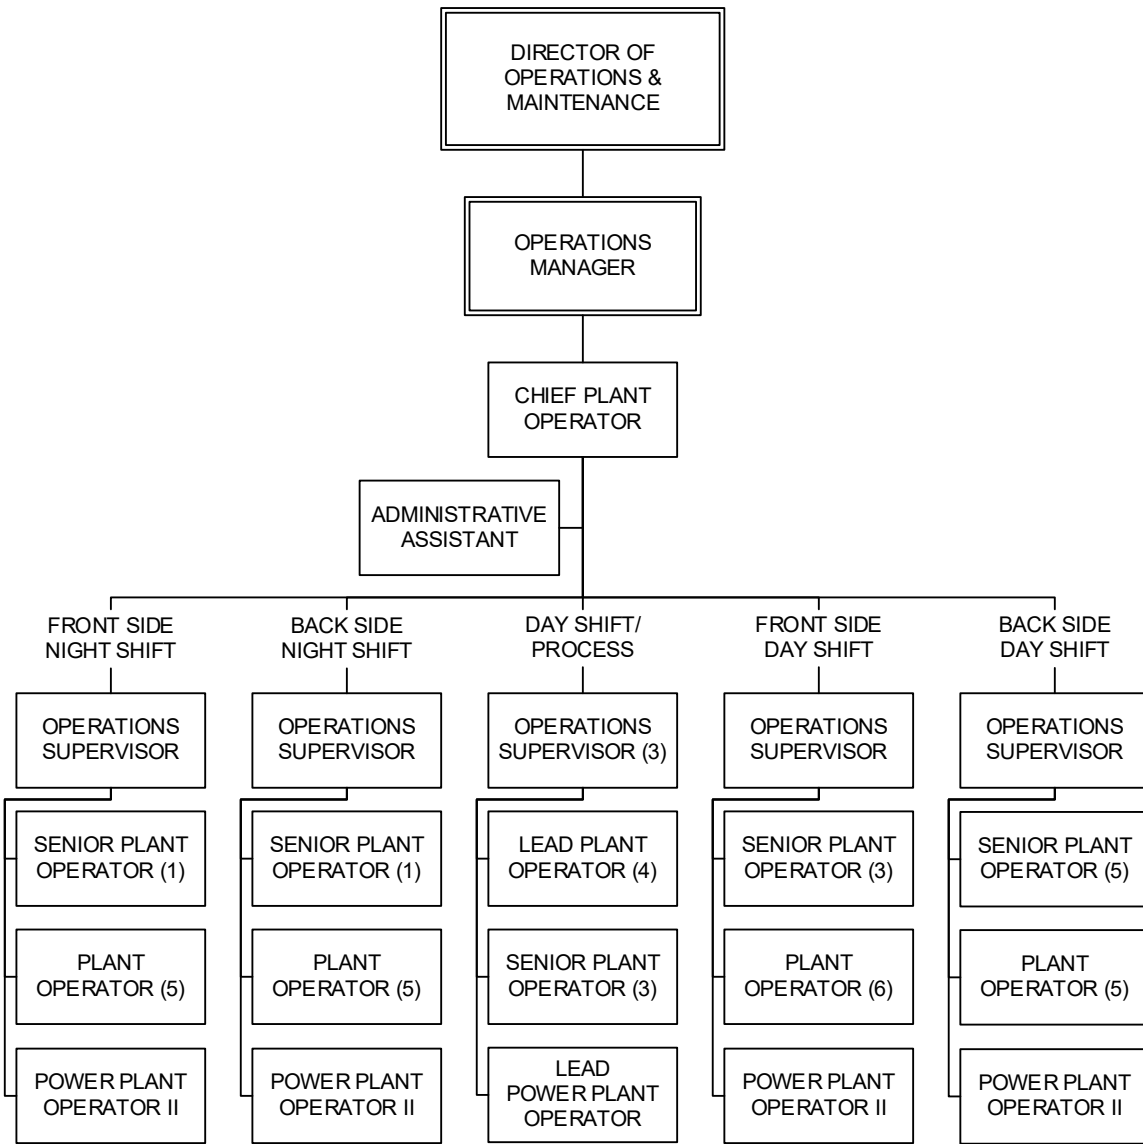 DIRECTOR OF
OPERATIONS &
MAINTENANCE
OPERATIONS
MANAGER
CHIEF PLANT
OPERATOR
ADMINISTRATIVE
ASSISTANT
FRONT SIDE
NIGHT SHIFT
OPERATIONS
SUPERVISOR
SENIOR PLANT
OPERATOR (1)
PLANT
OPERATOR (5)
POWER PLANT
OPERATOR II
BACK SIDE
NIGHT SHIFT
OPERATIONS
SUPERVISOR
SENIOR PLANT
OPERATOR (1)
PLANT
OPERATOR (5)
POWER PLANT
OPERATOR II
DAY SHIFT/
PROCESS
OPERATIONS
SUPERVISOR (3)
LEAD PLANT
OPERATOR (4)
SENIOR PLANT
OPERATOR (3)
LEAD
POWER PLANT
OPERATOR
FRONT SIDE
DAY SHIFT
OPERATIONS
SUPERVISOR
SENIOR PLANT
OPERATOR (3)
PLANT
OPERATOR (6)
POWER PLANT
OPERATOR II
BACK SIDE
DAY SHIFT
OPERATIONS
SUPERVISOR
SENIOR PLANT
OPERATOR (5)
PLANT
OPERATOR (5)
POWER PLANT
OPERATOR II